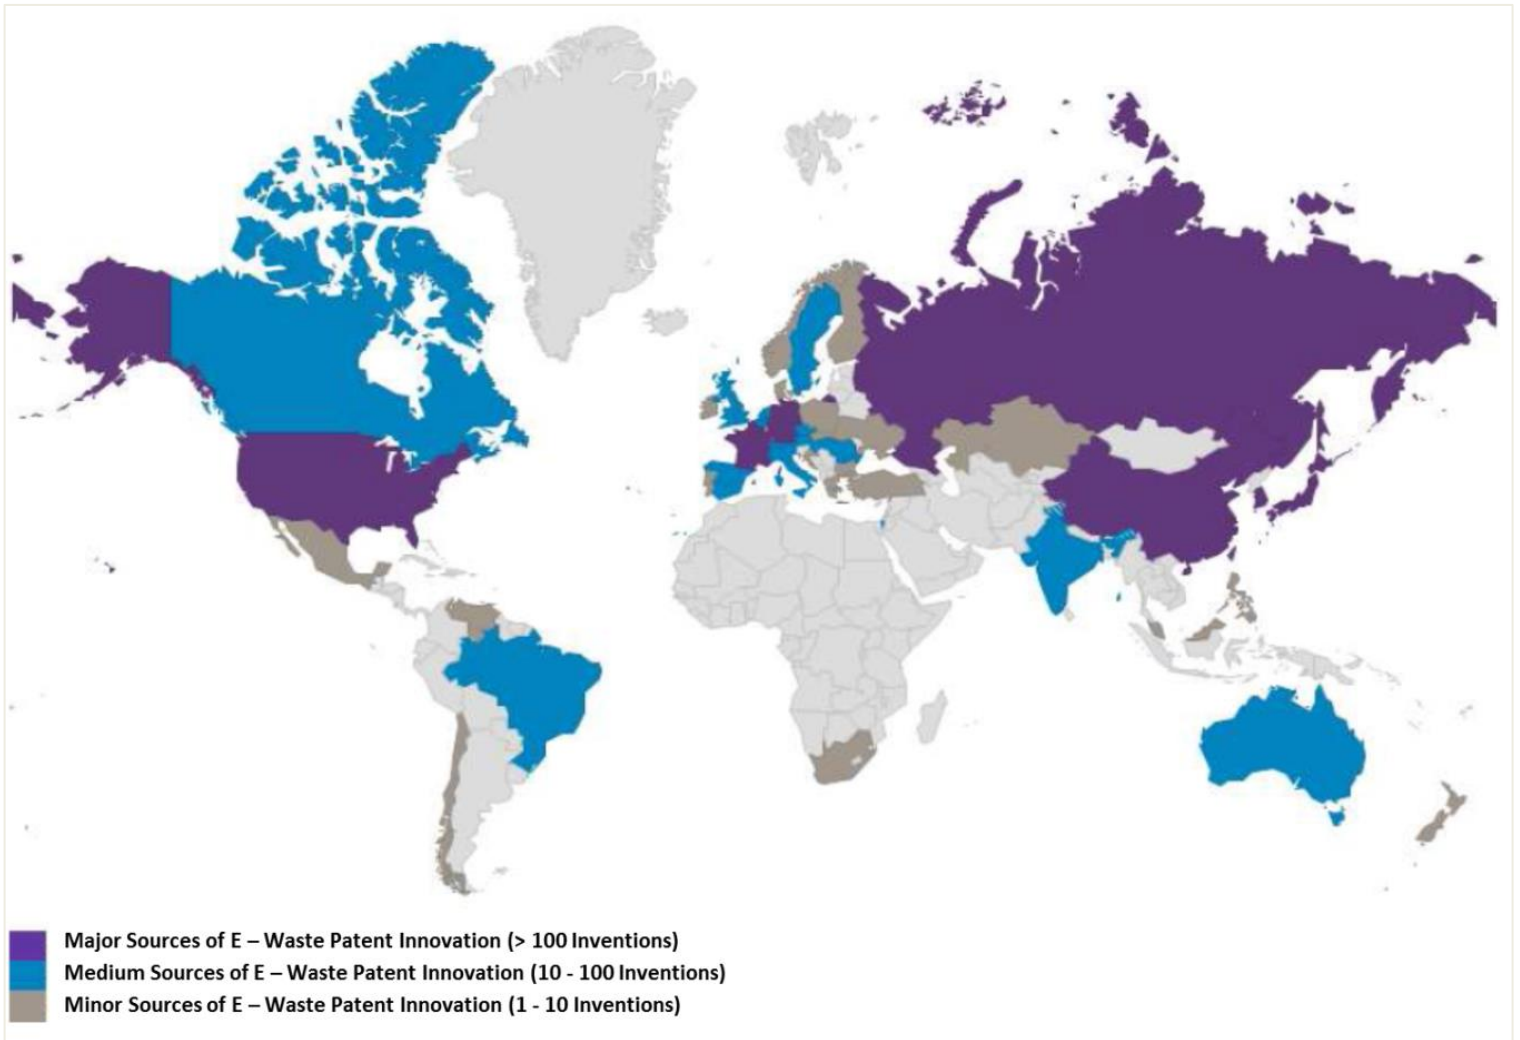 Major Sources of E – Waste Patent Innovation (> 100 Inventions)
Medium Sources of E – Waste Patent Innovation (10 - 100 Inventions)
Minor Sources of E – Waste Patent Innovation (1 - 10 Inventions)